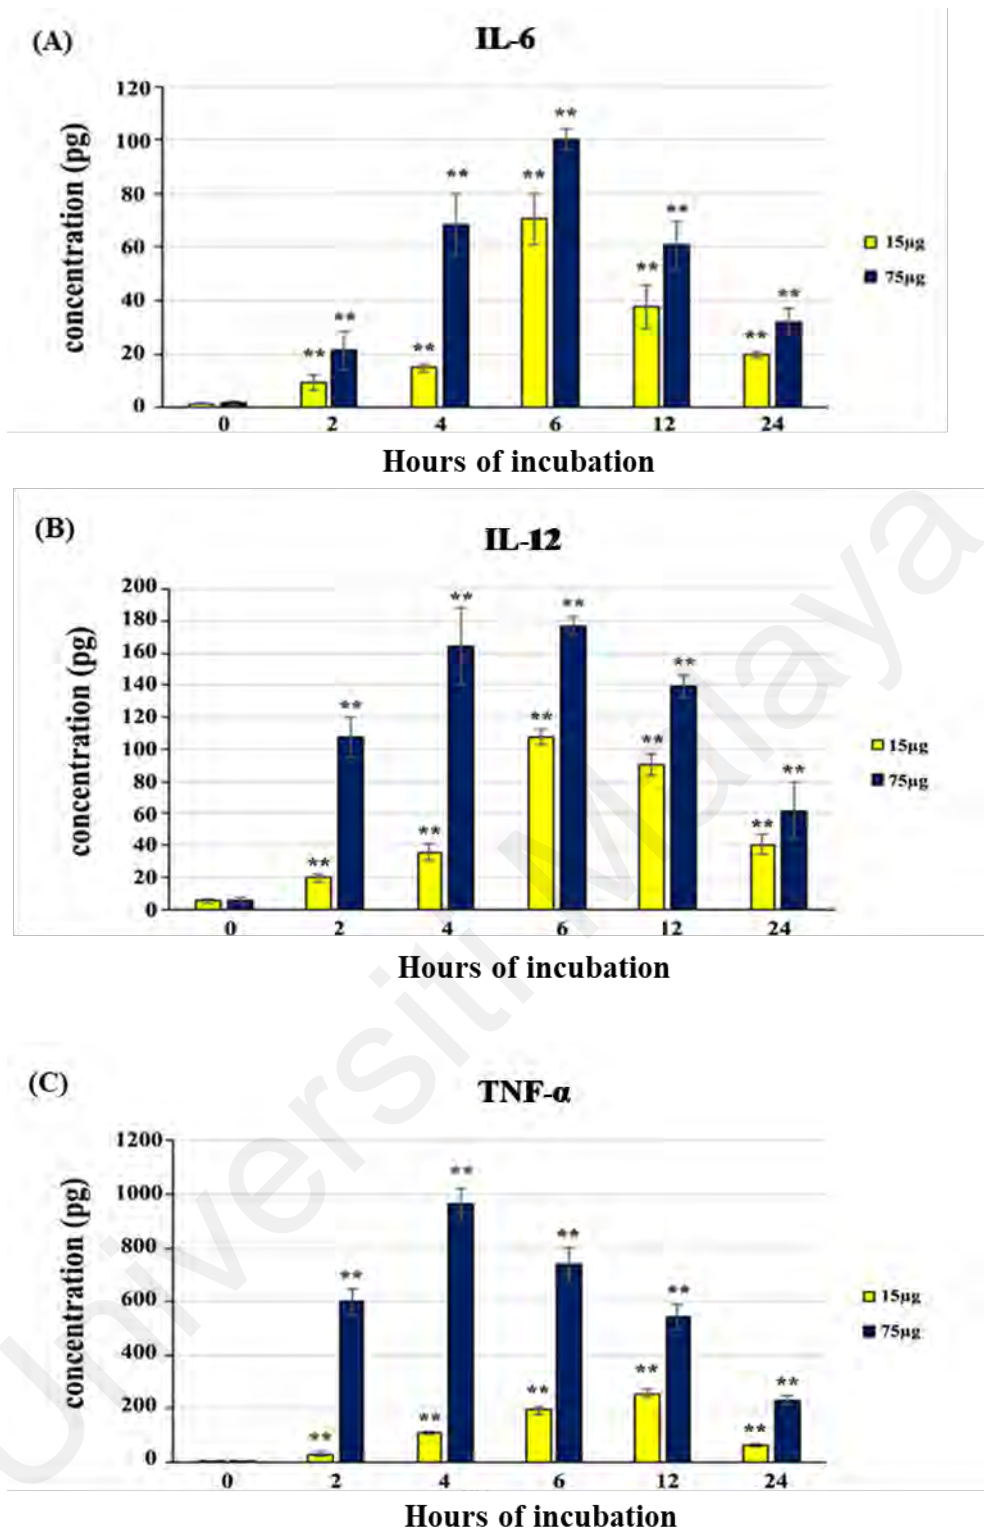 (A)
IL-6
concentration (pg)
120
100
80
60
40
20
0
** ** ** ** ** ** ** ** ** **
0 2 4 6 12 24
15µg
75µg
Hours of incubation
(B)
IL-12
concentration (pg)
200
180
160
140
120
100
80
60
40
20
0
** ** ** ** ** ** ** ** ** **
0 2 4 6 12 24
15µg
75µg
Hours of incubation
(C)
TNF-α
concentration (pg)
1200
1000
800
600
400
200
0
** ** ** ** ** ** ** ** ** **
0 2 4 6 12 24
15µg
75µg
Hours of incubation
Universiti Malaya